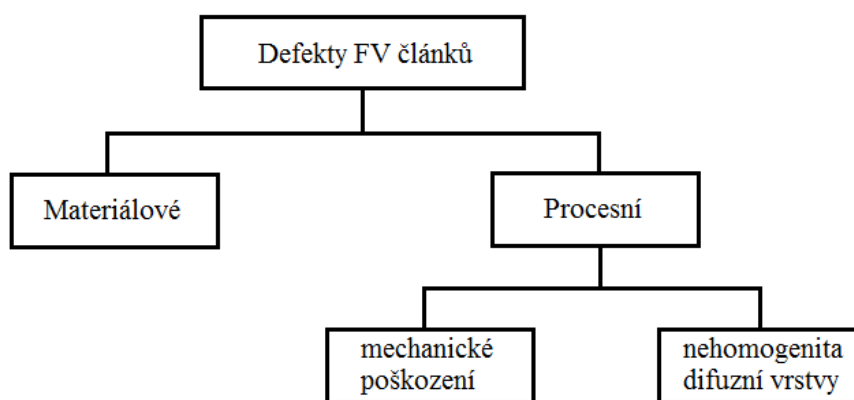 Defekty FV článků
Materiálové
Procesní
mechanické
poškození
nehomogenita
difuzní vrstvy